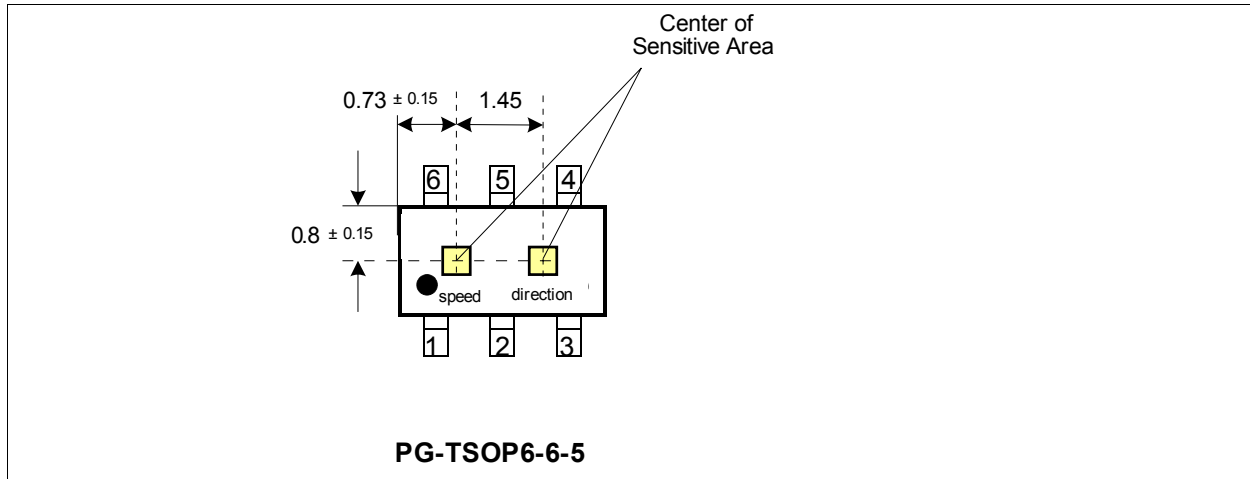 Center of
Sensitive Area
0.73 ± 0.15
1.45
6 5 4
0.8 ± 0.15
speed direction
1 2 3
PG-TSOP6-6-5